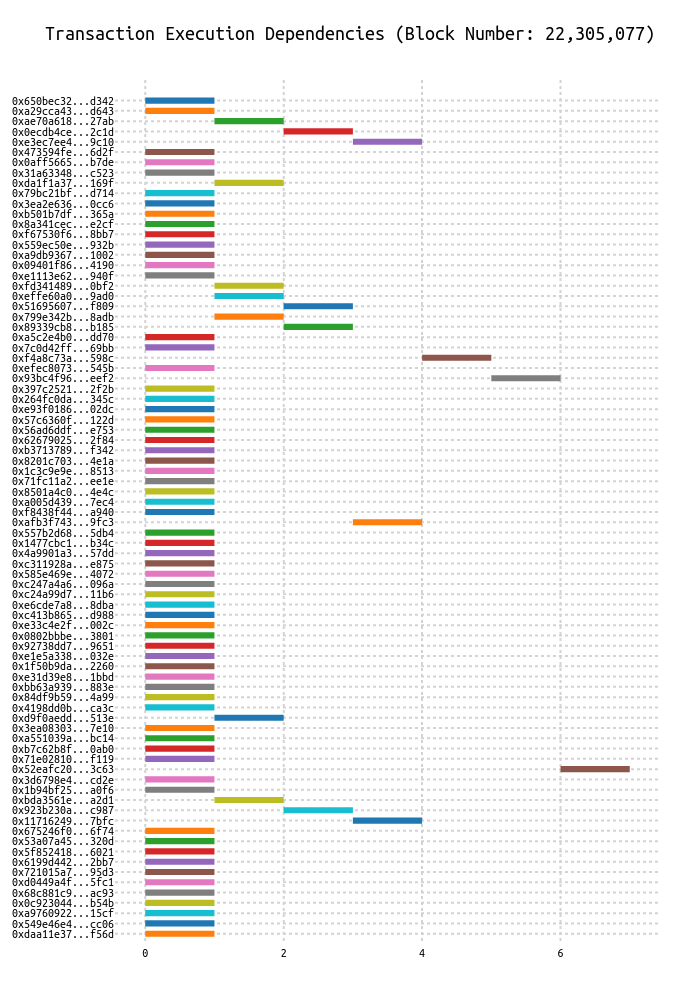 Transaction Execution Dependencies (Block Number: 22,305,077)
0x650bec32...d342
0xa29cca43...d643
0xae70a618...27ab
0x0ecdb4ce...2c1d
0xe3ec7ee4...9c10
0x473594fe...6d2f
0x0aff5665...b7de
0x31a63348...c523
0xda1f1a37...169f
0x79bc21bf...d714
0x3ea2e636...0cc6
0xb501b7df...365a
0x8a341cec...e2cf
0xf67530f6...8bb7
0x559ec50e...932b
0xa9db9367...1002
0x09401f86...4190
0xe1113e62...940f
0xfd341489...0bf2
0xeffe60a0...9ad0
0x51695607...f809
0x799e342b...8adb
0x89339cb8...b185
0xa5c2e4b0...dd70
0x7c0d42ff...69bb
0xf4a8c73a...598c
0xefec8073...545b
0x93bc4f96...eef2
0x397c2521...2f2b
0x264fc0da...345c
0xe93f0186...02dc
0x57c6360f...122d
0x56ad6ddf...e753
0x62679025...2f84
0xb3713789...f342
0x8201c703...4e1a
0x1c3c9e9e...8513
0x71fc11a2...ee1e
0x8501a4c0...4e4c
0xa005d439...7ec4
0xf8438f44...a940
0xafb3f743...9fc3
0x557b2d68...5db4
0x1477cbc1...b34c
0x4a9901a3...57dd
0xc311928a...e875
0x585e469e...4072
0xc247a4a6...096a
0xc24a99d7...11b6
0xe6cde7a8...8dba
0xc413b865...d988
0xe33c4e2f...002c
0x0802bbbe...3801
0x92738dd7...9651
0xe1e5a338...032e
0x1f50b9da...2260
0xe31d39e8...1bbd
0xbb63a939...883e
0x84df9b59...4a99
0x4198dd0b...ca3c
0xd9f0aedd...513e
0x3ea08303...7e10
0xa551039a...bc14
0xb7c62b8f...0ab0
0x71e02810...f119
0x52eafc20...3c63
0x3d6798e4...cd2e
0x1b94bf25...a0f6
0xbda3561e...a2d1
0x923b230a...c987
0x11716249...7bfc
0x675246f0...6f74
0x53a07a45...320d
0x5f852418...6021
0x6199d442...2bb7
0x721015a7...95d3
0xd0449a4f...5fc1
0x68c881c9...ac93
0x0c923044...b54b
0xa9760922...15cf
0x549e46e4...cc06
0xdaa11e37...f56d
0 2 4 6